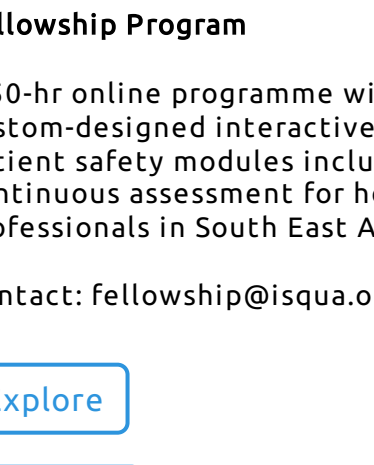 llowship Program
0-hr online programme wi
stom-designed interactive
tient safety modules inclu
ntinuous assessment for h
ofessionals in South East A
ntact: fellowship@isqua.o
xplore